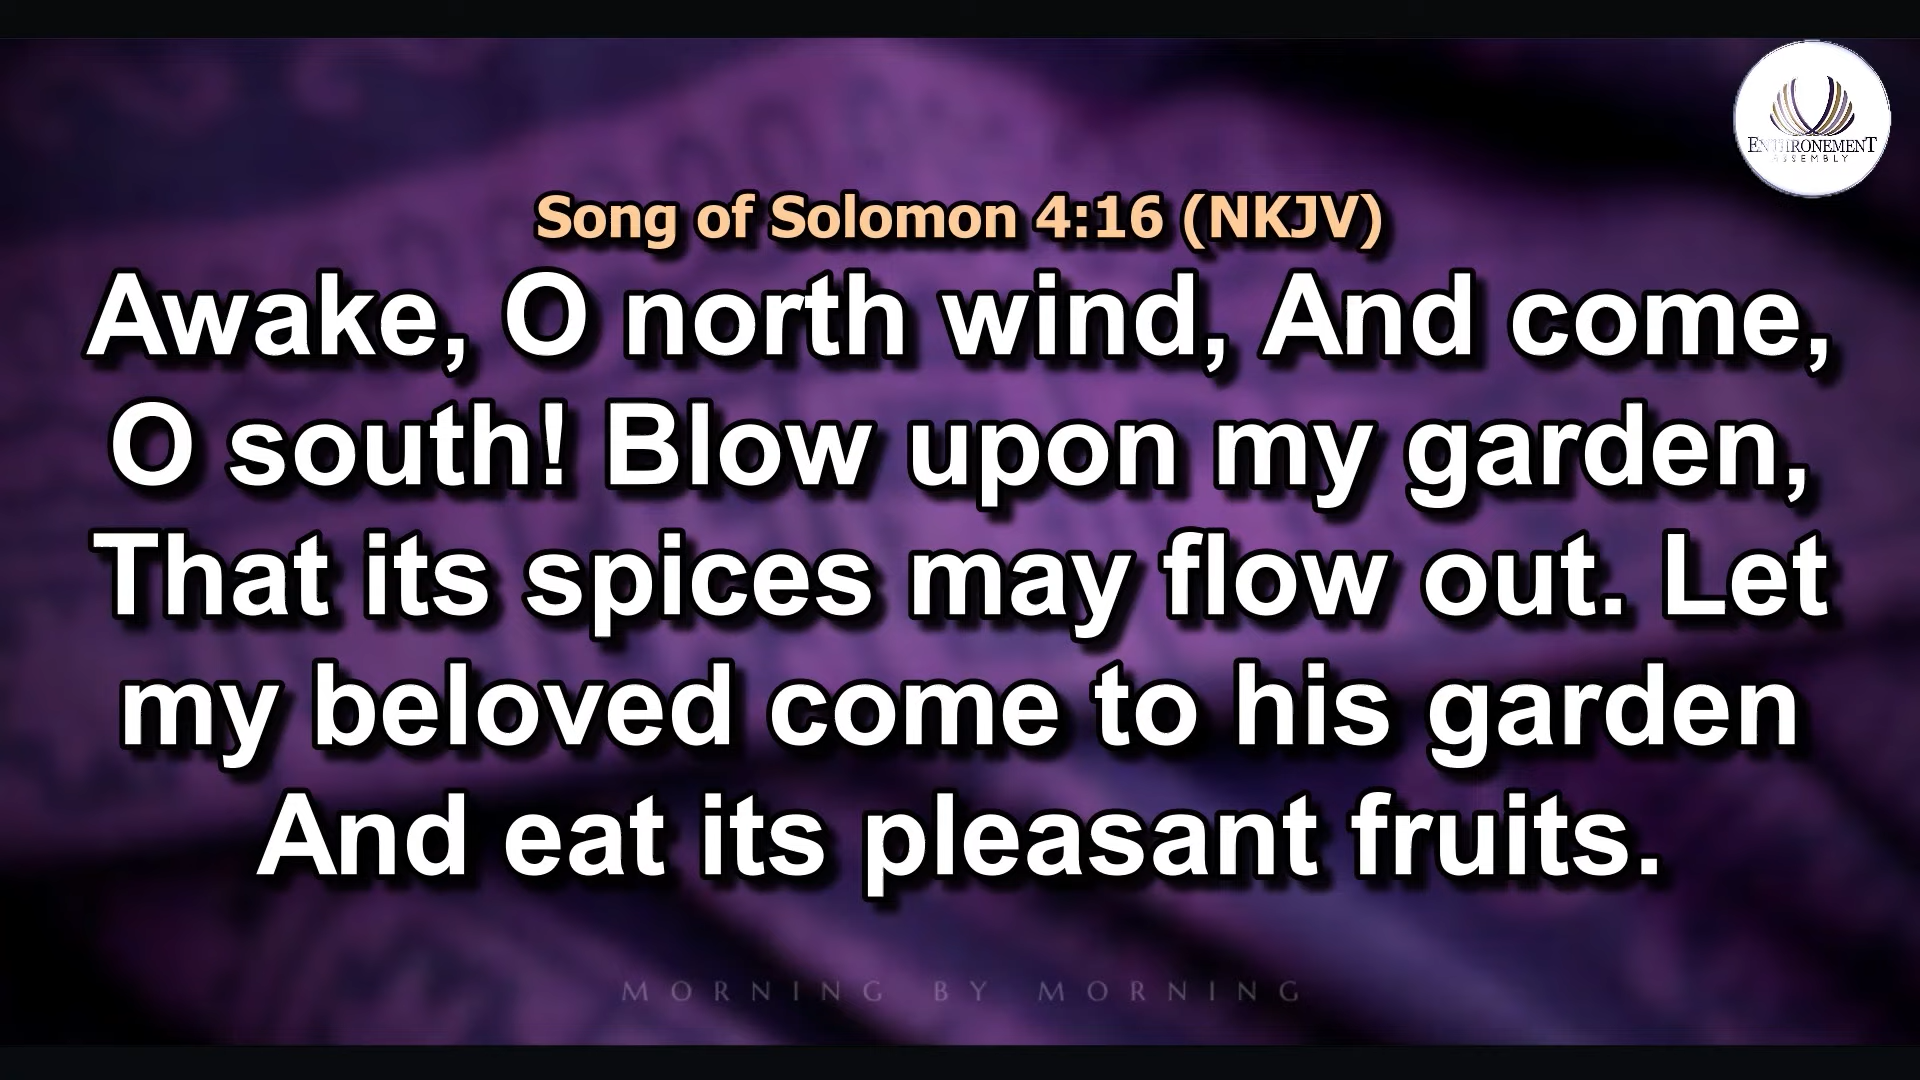 ENTHRONEMENT
ASSEMBLY
Song of Solomon 4:16 (NKJV)
Awake, O north wind, And come,
O south! Blow upon my garden,
That its spices may flow out. Let
my beloved come to his garden
And eat its pleasant fruits.
MORNING BY MORNING